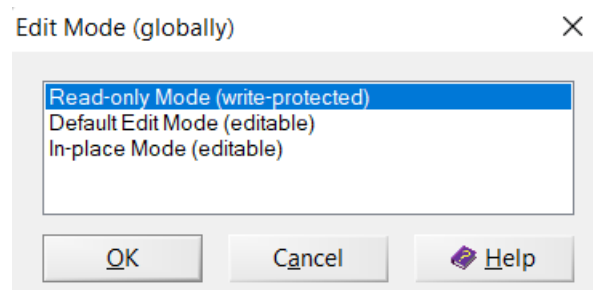 Edit Mode (globally)
Read-only Mode (write-protected)
Default Edit Mode (editable)
In-place Mode (editable)
OK Cancel Help